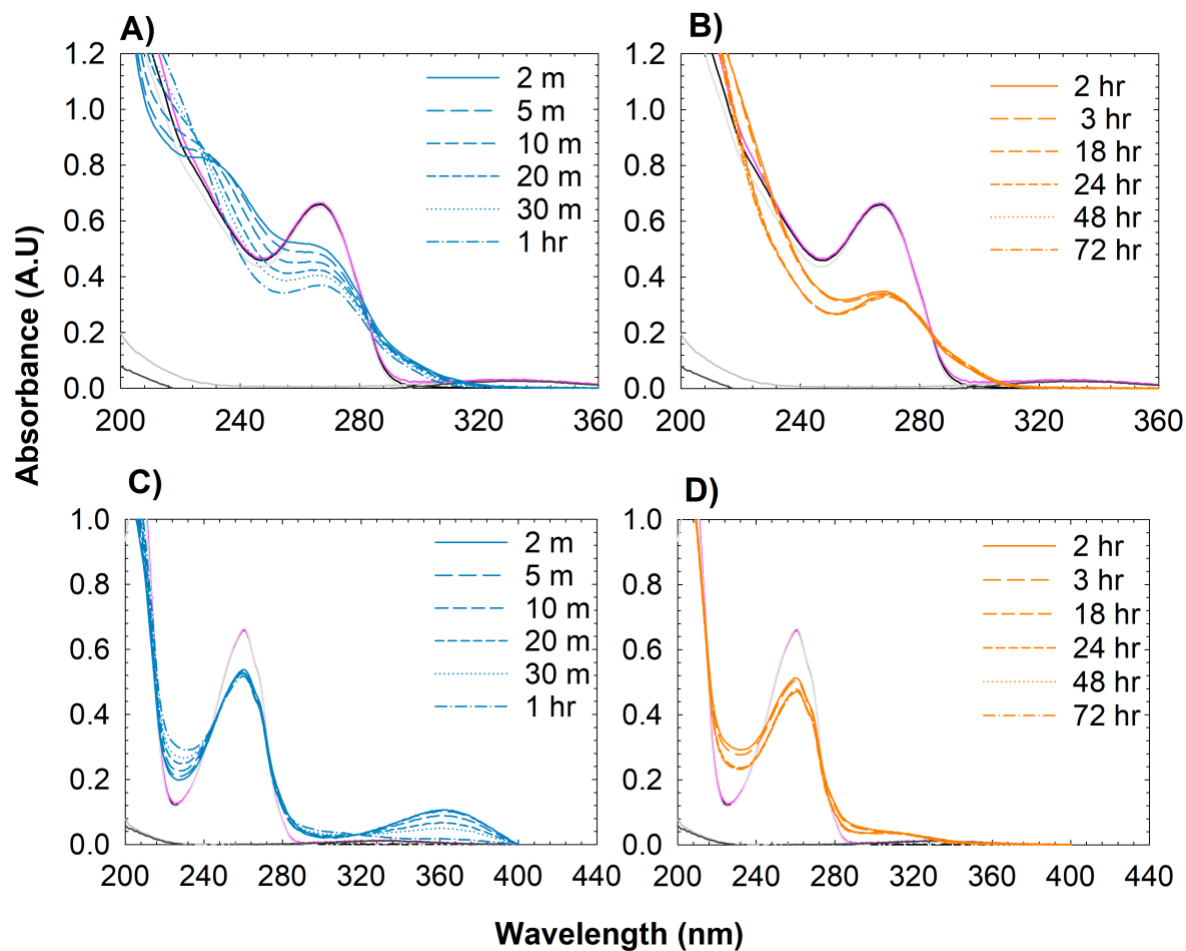 A)
1.2
1.0
0.8
0.6
0.4
0.2
0.0
200 240 280 320 360
2 m
5 m
10 m
20 m
30 m
1 hr
B)
1.2
1.0
0.8
0.6
0.4
0.2
0.0
200 240 280 320 360
2 hr
3 hr
18 hr
24 hr
48 hr
72 hr
Absorbance (A.U)
C)
1.0
0.8
0.6
0.4
0.2
0.0
200 240 280 320 360 400 440
2 m
5 m
10 m
20 m
30 m
1 hr
D)
1.0
0.8
0.6
0.4
0.2
0.0
200 240 280 320 360 400 440
2 hr
3 hr
18 hr
24 hr
48 hr
72 hr
Wavelength (nm)